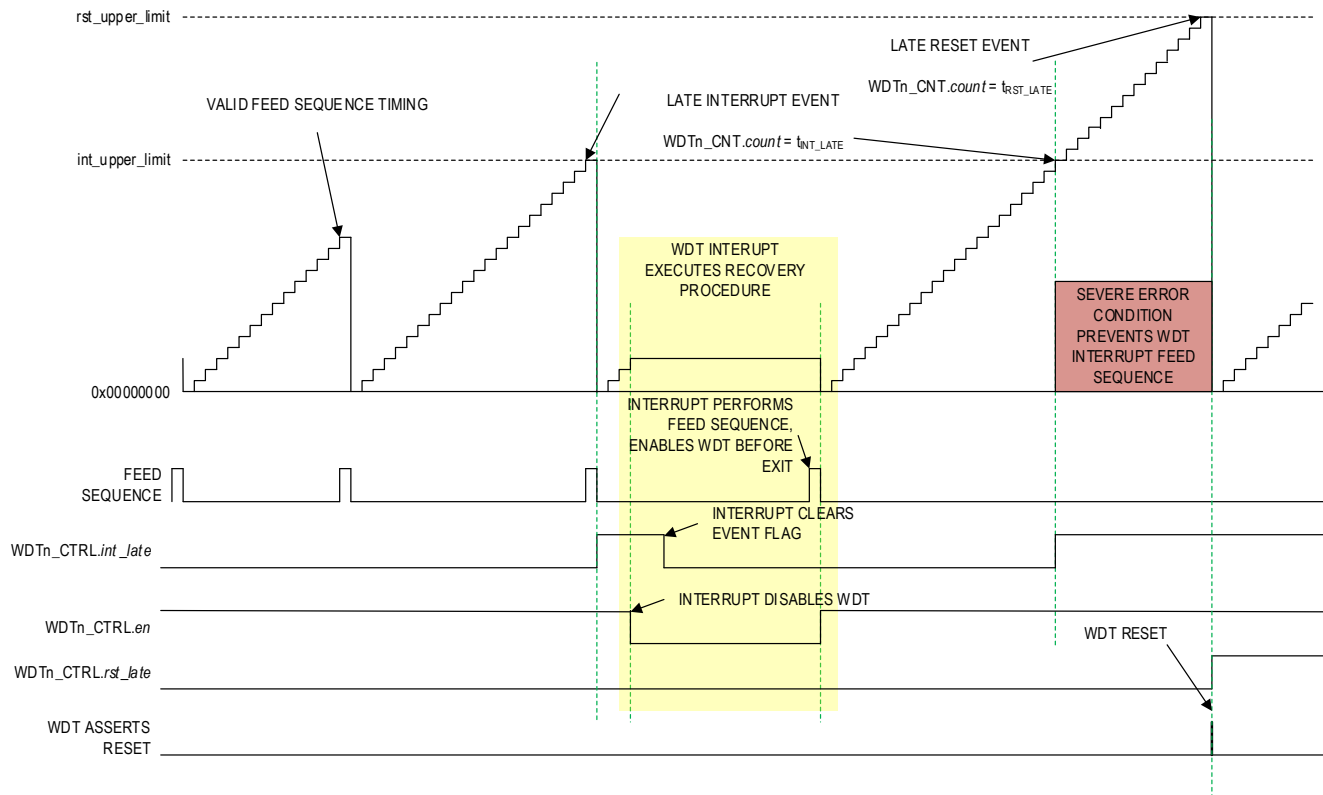 rst_upper_limit
LATE RESET EVENT
WDTn_CNT.count = tRST_LATE
VALID FEED SEQUENCE TIMING
LATE INTERRUPT EVENT
WDTn_CNT.count = tINT_LATE
int_upper_limit
WDT INTERUPT
EXECUTES RECOVERY
PROCEDURE
SEVERE ERROR
CONDITION
PREVENTS WDT
INTERRUPT FEED
SEQUENCE
0x00000000
INTERRUPT PERFORMS
FEED SEQUENCE,
ENABLES WDT BEFORE
EXIT
FEED
SEQUENCE
INTERRUPT CLEARS
EVENT FLAG
WDTn_CTRL.int_late
INTERRUPT DISABLES WDT
WDTn_CTRL.en
WDT RESET
WDTn_CTRL.rst_late
WDT ASSERTS
RESET